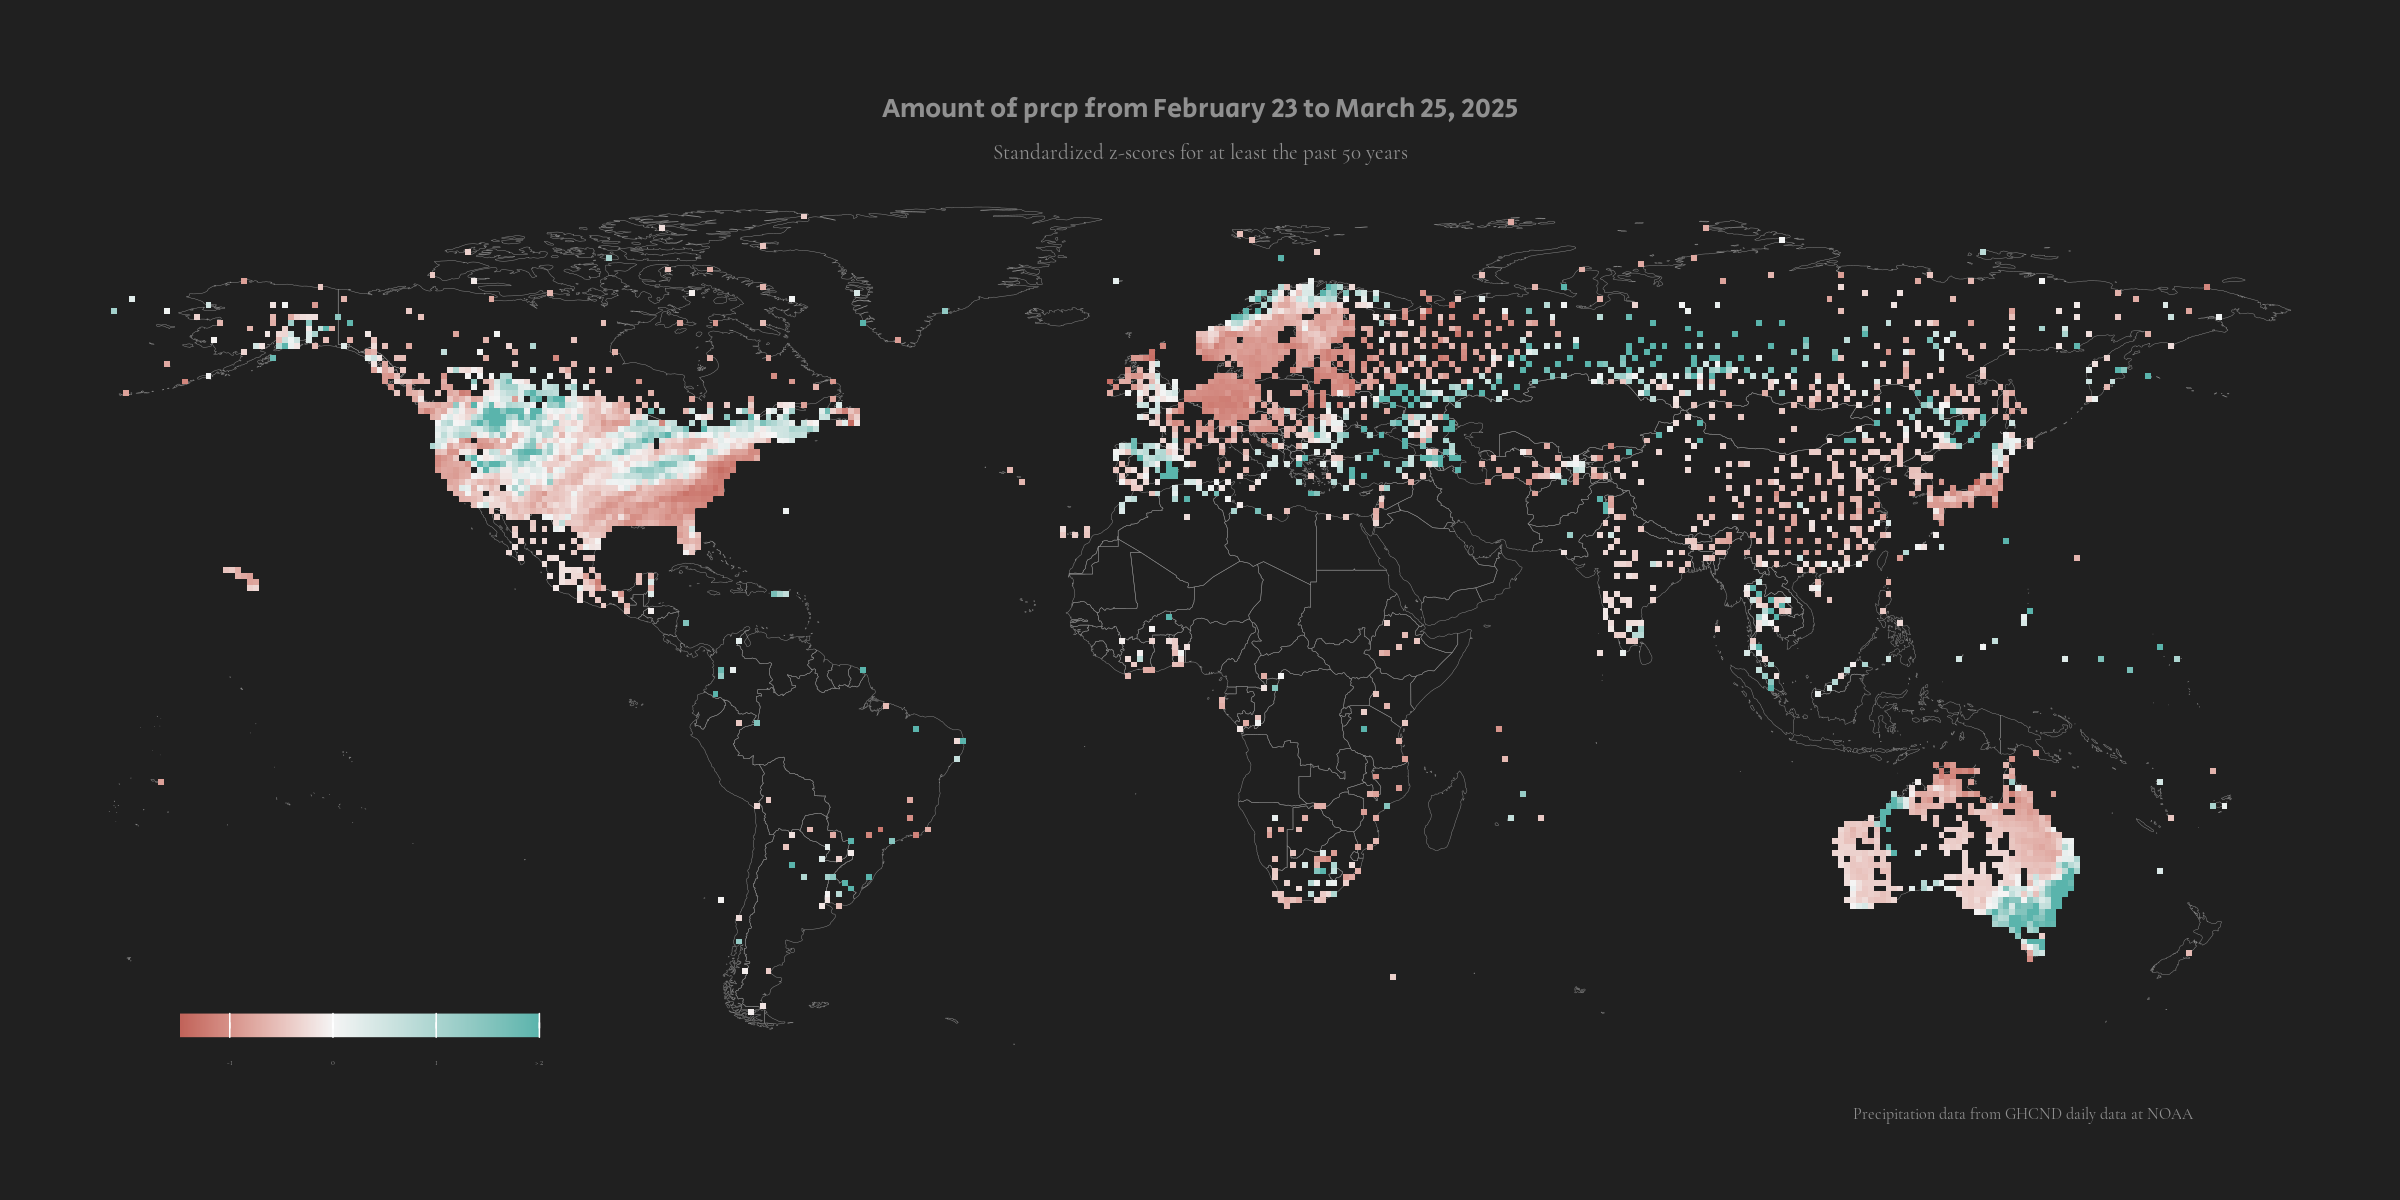 Amount of prcp from February 23 to March 25, 2025
Standardized z-scores for at least the past 50 years
-1 0 1 >2
Precipitation data from GHCND daily data at NOAA